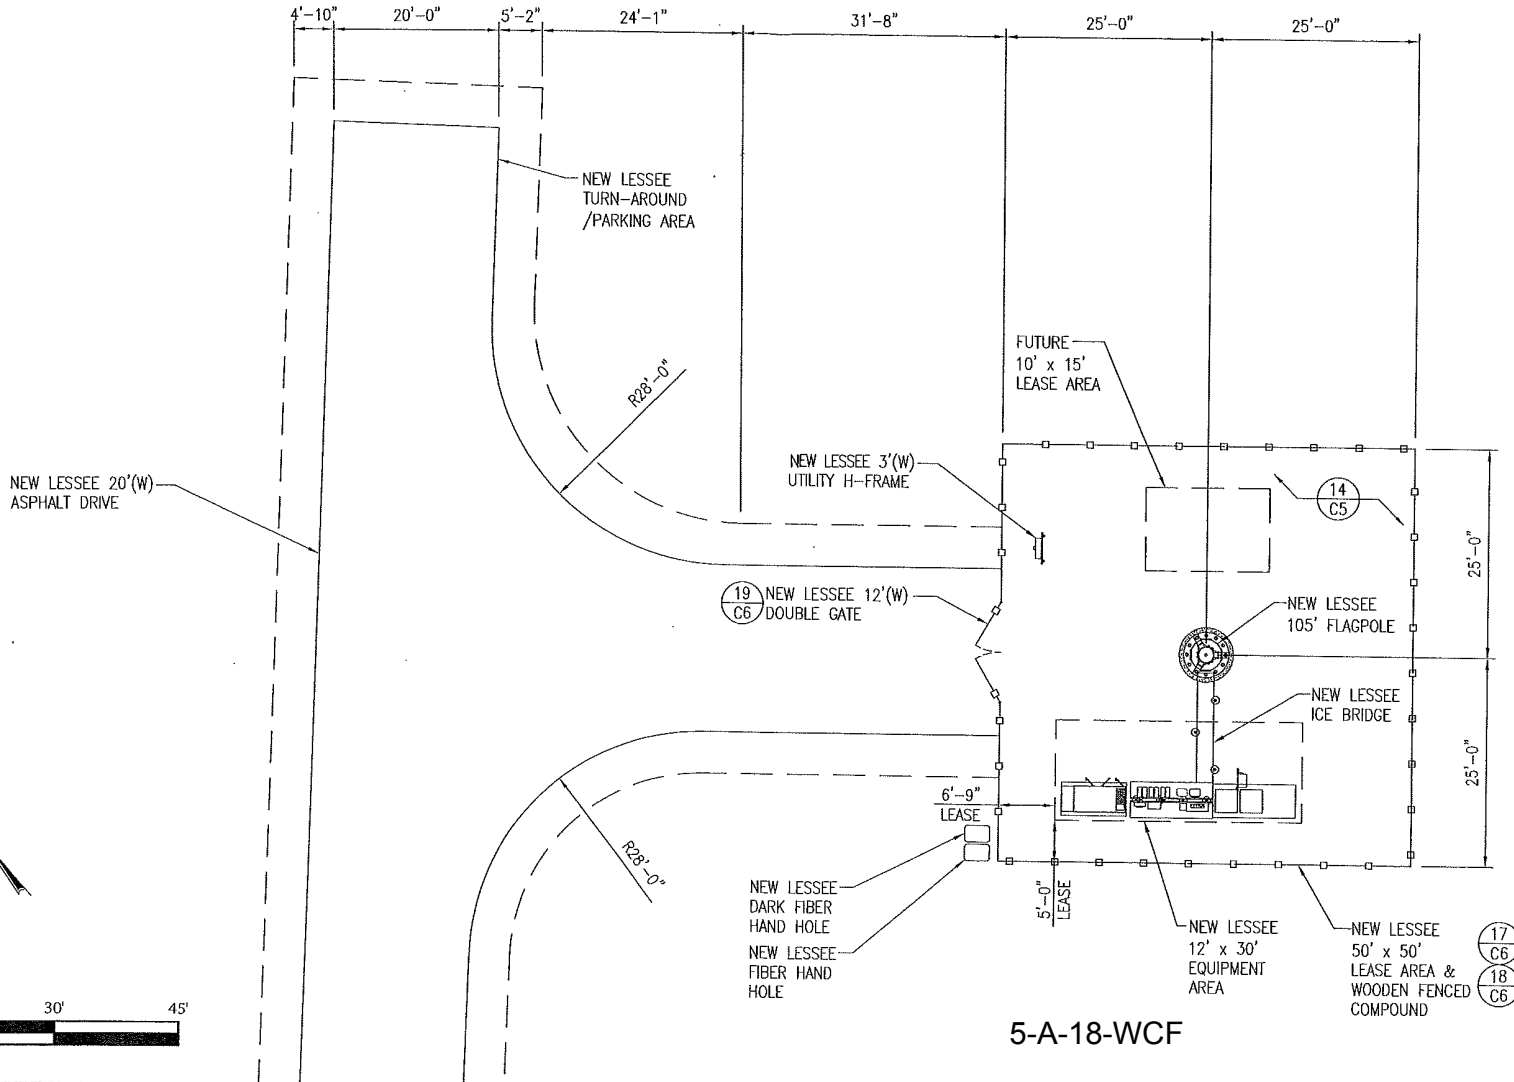 4'-10"
20'-0"
5'-2"
24'-1"
31'-8"
25'-0"
25'-0"
NEW LESSEE
TURN-AROUND
/PARKING AREA
R28'-0"
FUTURE
10' x 15'
LEASE AREA
NEW LESSEE 20'(W)
ASPHALT DRIVE
NEW LESSEE 3'(W)
UTILITY H-FRAME
14
C5
25'-0"
19
C6
NEW LESSEE 12'(W)
DOUBLE GATE
NEW LESSEE
105' FLAGPOLE
NEW LESSEE
ICE BRIDGE
25'-0"
6'-9"
LEASE
R28'-0"
5'-0"
LEASE
NEW LESSEE
DARK FIBER
HAND HOLE
NEW LESSEE
FIBER HAND
HOLE
NEW LESSEE
12' x 30'
EQUIPMENT
AREA
NEW LESSEE
50' x 50'
LEASE AREA &
WOODEN FENCED
COMPOUND
17
C6
18
C6
30'
45'
5-A-18-WCF